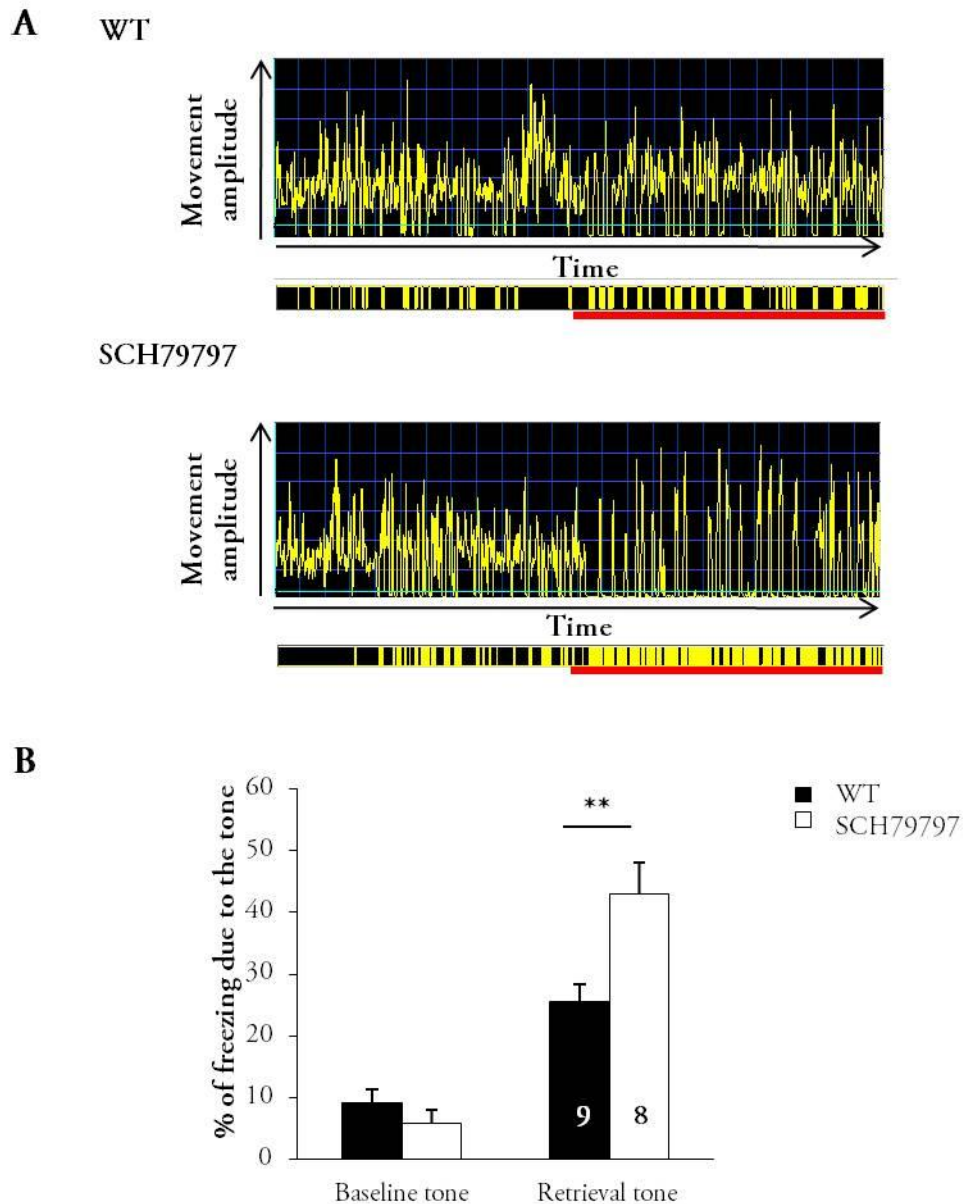 A
WT
Movement
amplitude
Time
SCH79797
Movement
amplitude
Time
B
% of freezing due to the tone
60
50
40
30
20
10
0
**
9
8
WT
SCH79797
Baseline tone
Retrieval tone